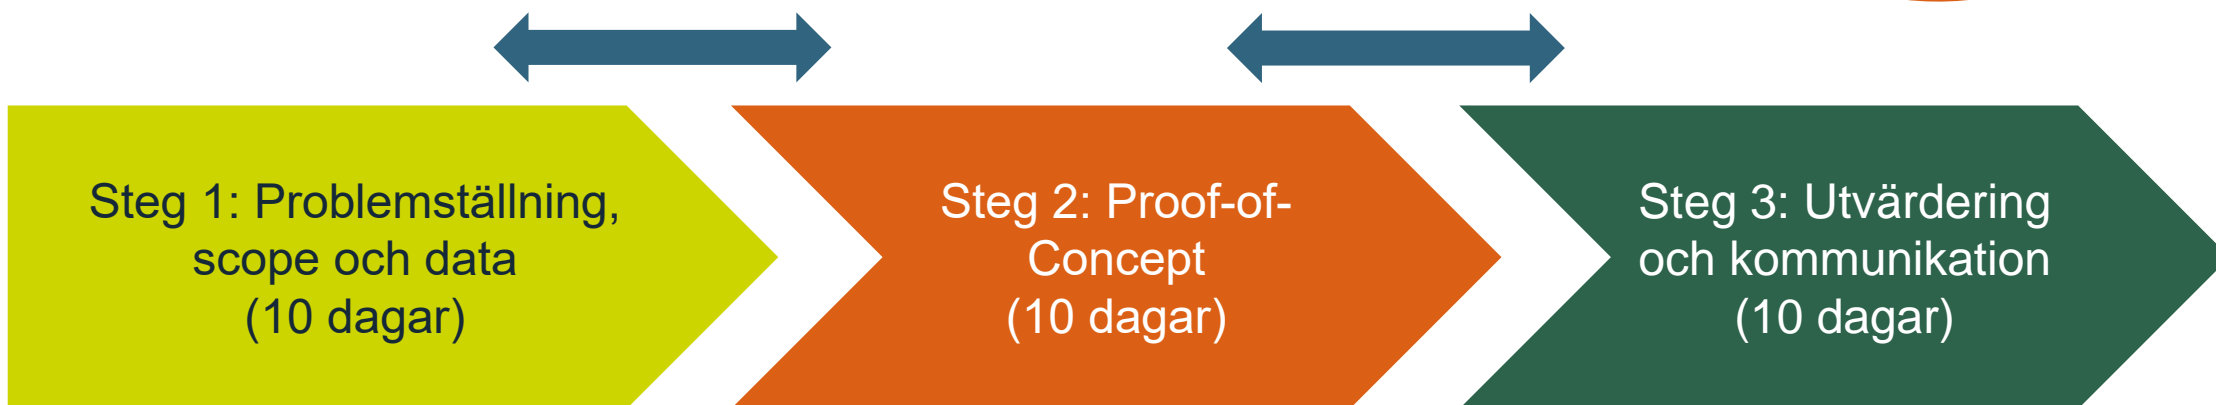 Steg 1: Problemställning,
scope och data
(10 dagar)
Steg 2: Proof-of-
Concept
(10 dagar)
Steg 3: Utvärdering
och kommunikation
(10 dagar)